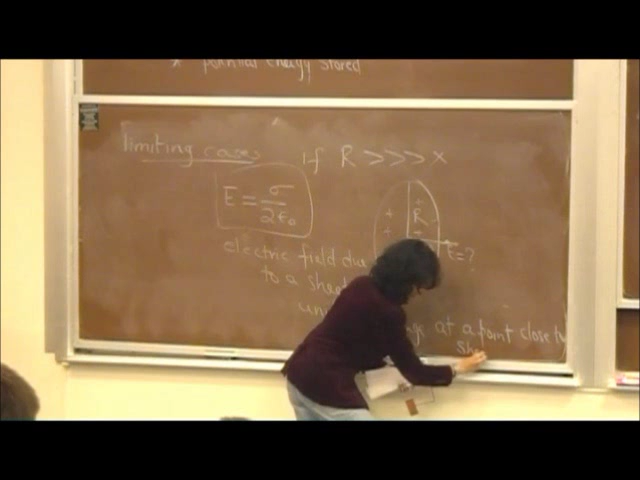 * potential energy stored
limiting cases if R >>> x
E = σ/2ϵ₀
+ + R + +
E=?
electric field due
to a sheet
at a point close to